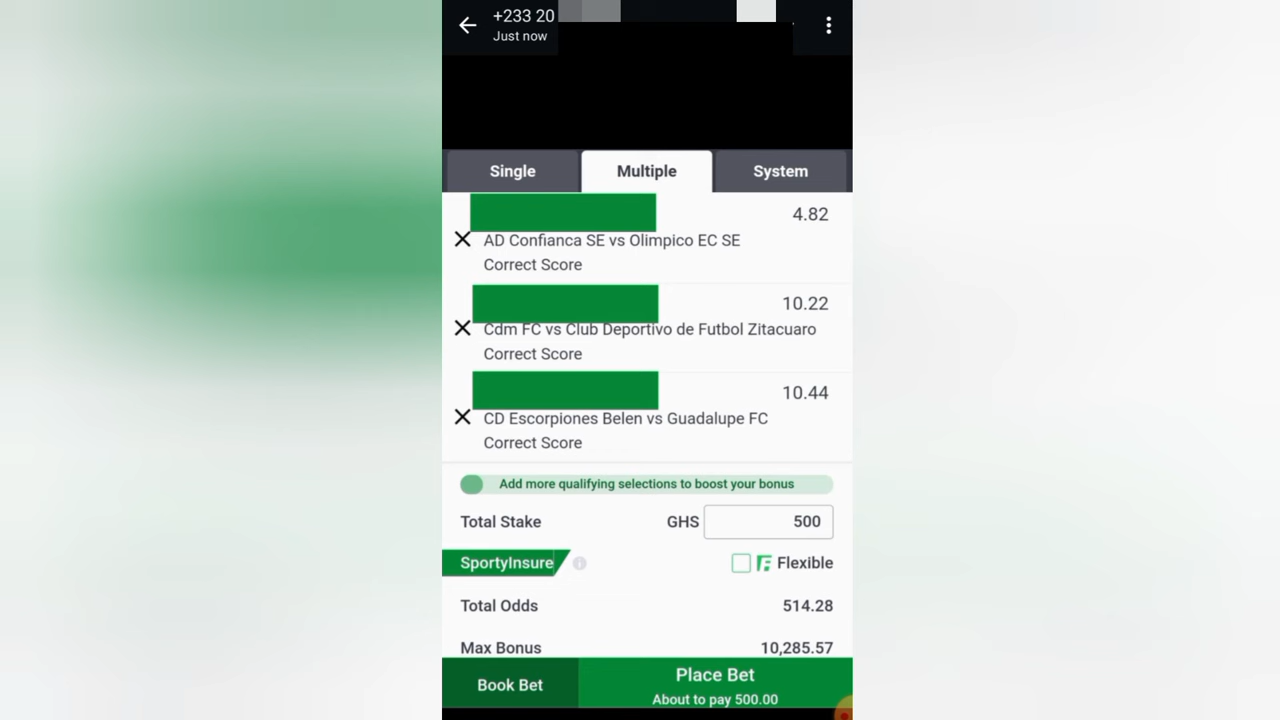 +233 20
Just now
Single
Multiple
System
4.82
AD Confianca SE vs Olimpico EC SE
Correct Score
10.22
Cdm FC vs Club Deportivo de Futbol Zitacuaro
Correct Score
10.44
CD Escorpiones Belen vs Guadalupe FC
Correct Score
Add more qualifying selections to boost your bonus
Total Stake GHS 500
SportyInsure Flexible
Total Odds 514.28
Max Bonus 10,285.57
Book Bet
Place Bet
About to pay 500.00